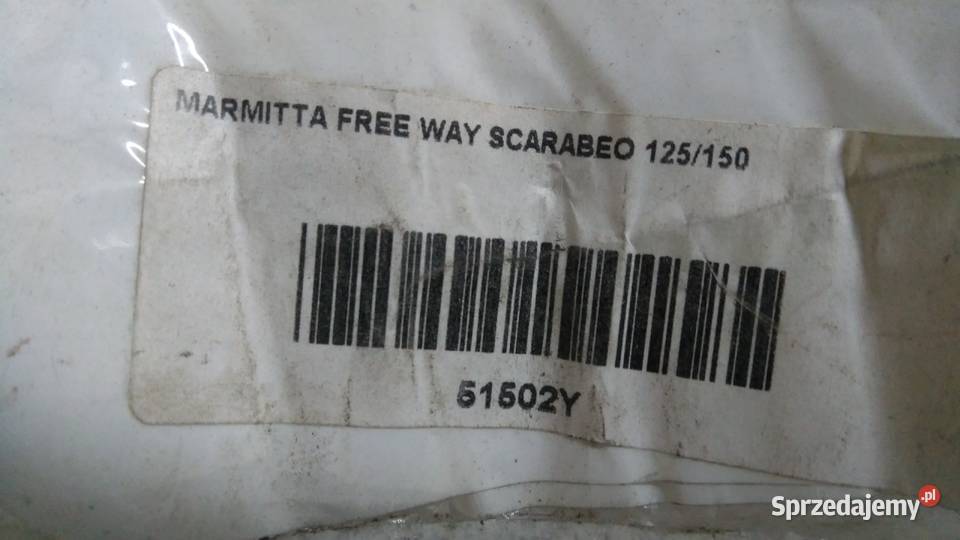 MARMITTA FREE WAY SCARABEO 125/150
51502Y
Sprzedajemy.pl